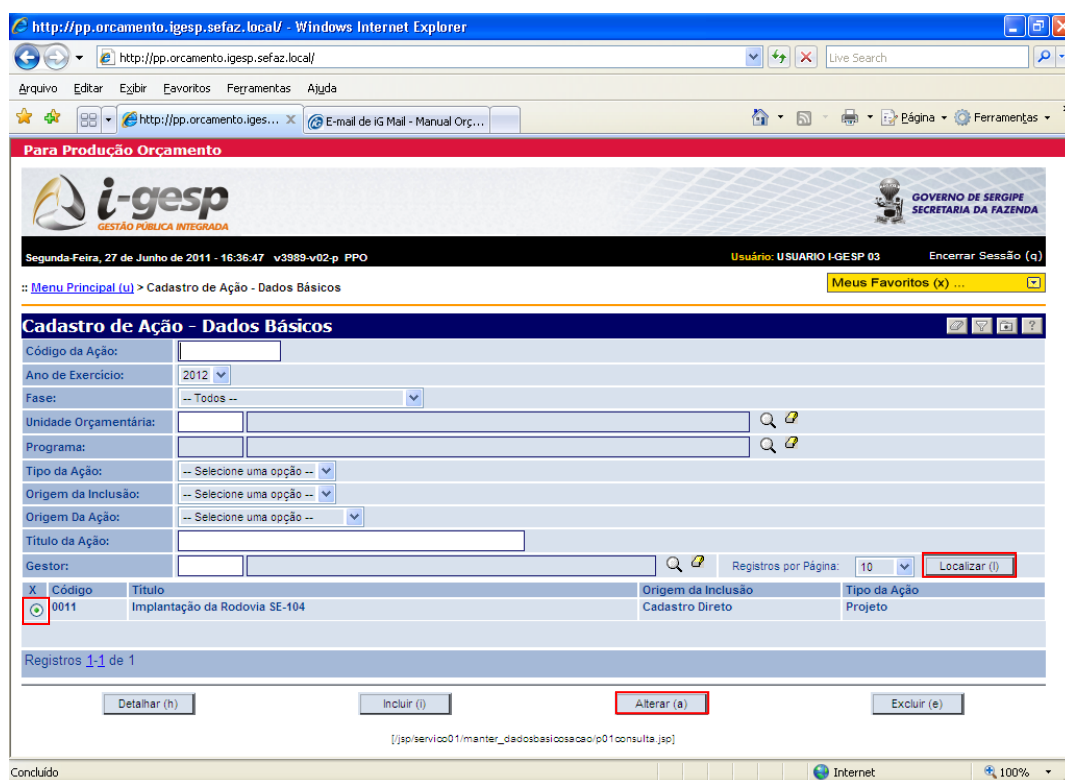 http://pp.orcamento.igesp.sefaz.local/ - Windows Internet Explorer
http://pp.orcamento.igesp.sefaz.local/
Live Search
Arquivo Editar Exibir Favoritos Ferramentas Ajuda
http://pp.orcamento.iges... X
E-mail de iG Mail - Manual Orç...
Página
Ferramentas
Para Produção Orçamento
i-gesp
GESTÃO PÚBLICA INTEGRADA
GOVERNO DE SERGIPE
SECRETARIA DA FAZENDA
Segunda-Feira, 27 de Junho de 2011 - 16:36:47 v3989-v02-p PPO
Usuário: USUARIO I-GESP 03
Encerrar Sessão (q)
:: Menu Principal (u) > Cadastro de Ação - Dados Básicos
Meus Favoritos (x) ...
Cadastro de Ação - Dados Básicos
?
Código da Ação:
Ano de Exercício: 2012
Fase: -- Todos --
Unidade Orçamentária:
Programa:
Tipo da Ação: -- Selecione uma opção --
Origem da Inclusão: -- Selecione uma opção --
Origem Da Ação: -- Selecione uma opção --
Título da Ação:
Gestor: Registros por Página: 10 Localizar (l)
X Código Título Origem da Inclusão Tipo da Ação
0011 Implantação da Rodovia SE-104 Cadastro Direto Projeto
Registros 1-1 de 1
Detalhar (h) Incluir (i) Alterar (a) Excluir (e)
[/jsp/servico01/manter_dadosbasicosacao/p01consulta.jsp]
Concluído Internet 100%